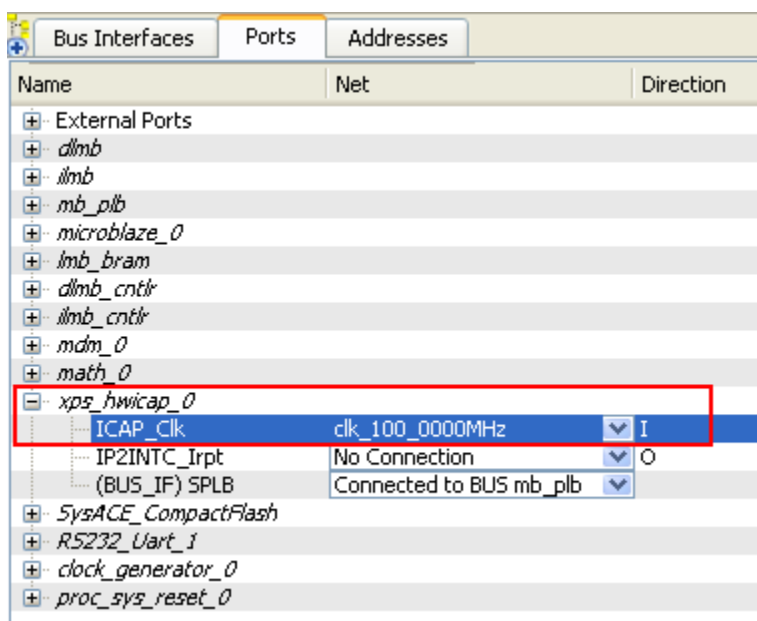 Bus Interfaces Ports Addresses
Name Net Direction
External Ports
dlmb
ilmb
mb_plb
microblaze_0
lmb_bram
dlmb_cntlr
ilmb_cntlr
mdm_0
math_0
xps_hwicap_0
ICAP_Clk clk_100_0000MHz I
IP2INTC_Irpt No Connection O
(BUS_IF) SPLB Connected to BUS mb_plb
SysACE_CompactFlash
RS232_Uart_1
clock_generator_0
proc_sys_reset_0